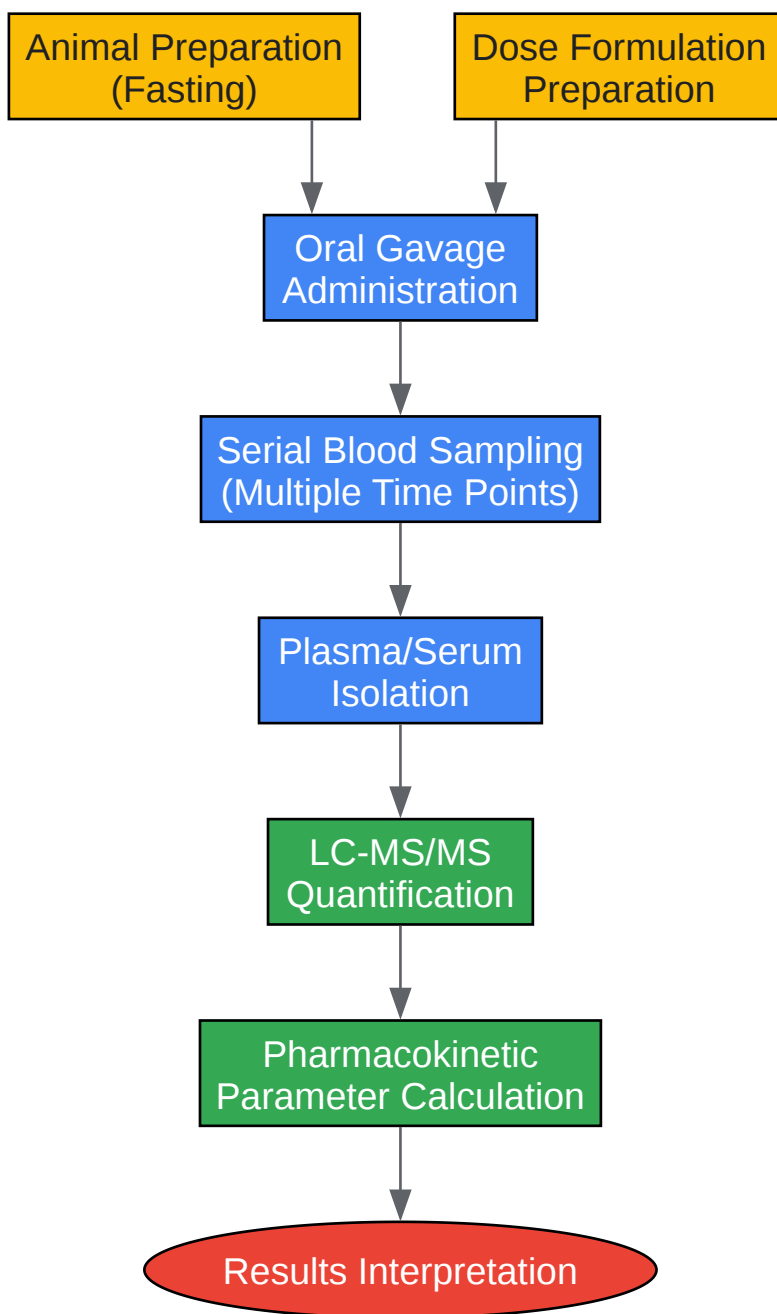 Animal Preparation
(Fasting)
Dose Formulation
Preparation
Oral Gavage
Administration
Serial Blood Sampling
(Multiple Time Points)
Plasma/Serum
Isolation
LC-MS/MS
Quantification
Pharmacokinetic
Parameter Calculation
Results Interpretation